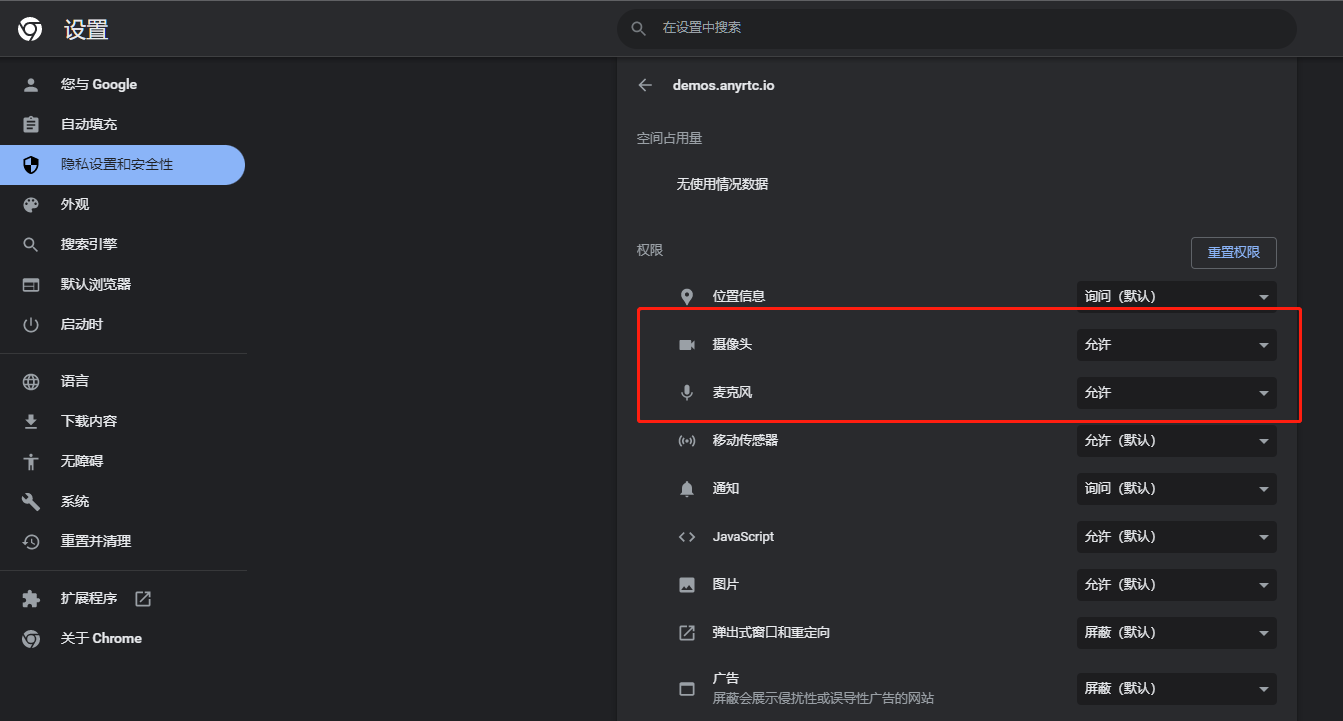 设置
在设置中搜索
您与 Google
自动填充
隐私设置和安全性
外观
搜索引擎
默认浏览器
启动时
语言
下载内容
无障碍
系统
重置并清理
扩展程序
关于 Chrome
demos.anyrtc.io
空间占用量
无使用情况数据
权限
重置权限
位置信息 询问（默认）
摄像头 允许
麦克风 允许
移动传感器 允许（默认）
通知 询问（默认）
JavaScript 允许（默认）
图片 允许（默认）
弹出式窗口和重定向 屏蔽（默认）
广告 屏蔽（默认）
屏蔽会展示侵扰性或误导性广告的网站